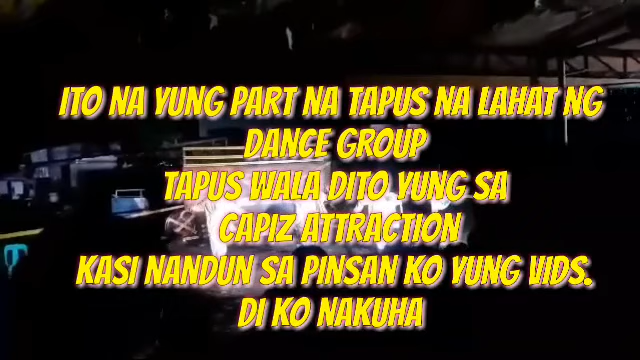 ITO NA YUNG PART NA TAPUS NA LAHAT NG
DANCE GROUP
TAPUS WALA DITO YUNG SA
CAPIZ ATTRACTION
KASI NANDUN SA PINSAN KO YUNG VIDS.
DI KO NAKUHA